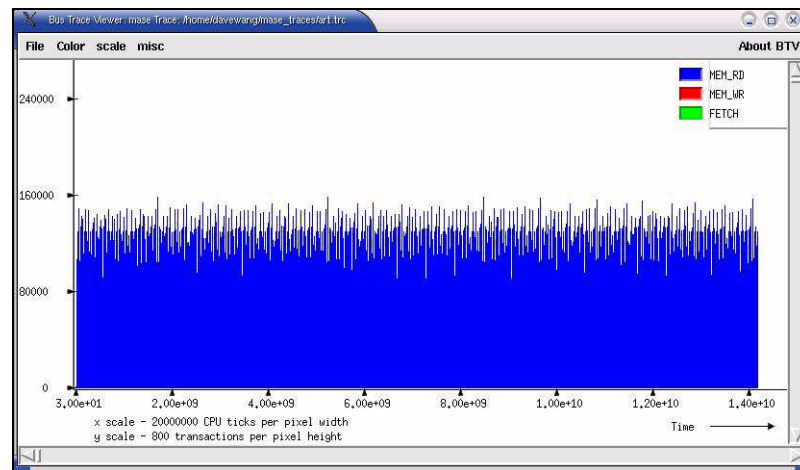 Bus Trace Viewer: mase Trace: /home/davewang/mase_traces/art.trc
File Color scale misc About BTV
MEM_RD
MEM_WR
FETCH
240000
160000
80000
0
3.00e+01 2.00e+09 4.00e+09 6.00e+09 8.00e+09 1.00e+10 1.20e+10 1.40e+10
x scale - 20000000 CPU ticks per pixel width
y scale - 800 transactions per pixel height
Time